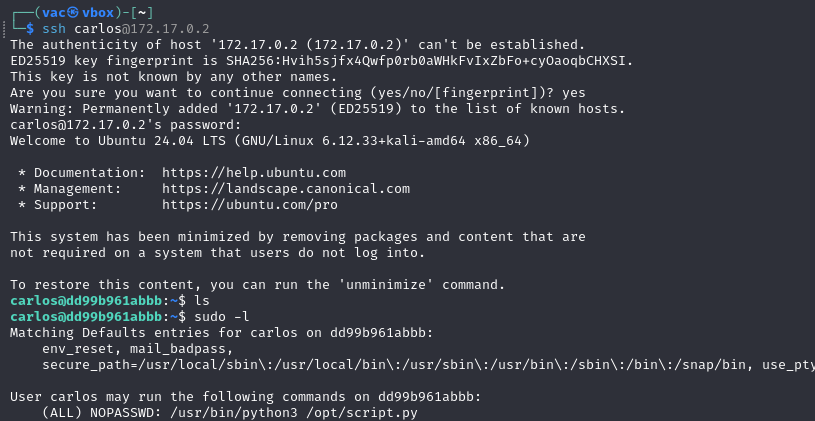 ┌──(vac㉿vbox)-[~]
└─$ ssh carlos@172.17.0.2
The authenticity of host '172.17.0.2 (172.17.0.2)' can't be established.
ED25519 key fingerprint is SHA256:Hvih5sjfx4Qwfp0rb0aWHkFvIxZbFo+cyOaoqbCHXSI.
This key is not known by any other names.
Are you sure you want to continue connecting (yes/no/[fingerprint])? yes
Warning: Permanently added '172.17.0.2' (ED25519) to the list of known hosts.
carlos@172.17.0.2's password:
Welcome to Ubuntu 24.04 LTS (GNU/Linux 6.12.33+kali-amd64 x86_64)

 * Documentation:  https://help.ubuntu.com
 * Management:     https://landscape.canonical.com
 * Support:        https://ubuntu.com/pro

This system has been minimized by removing packages and content that are
not required on a system that users do not log into.

To restore this content, you can run the 'unminimize' command.
carlos@dd99b961abbb:~$ ls
carlos@dd99b961abbb:~$ sudo -l
Matching Defaults entries for carlos on dd99b961abbb:
    env_reset, mail_badpass,
    secure_path=/usr/local/sbin\:/usr/local/bin\:/usr/sbin\:/usr/bin\:/sbin\:/bin\:/snap/bin, use_pty

User carlos may run the following commands on dd99b961abbb:
    (ALL) NOPASSWD: /usr/bin/python3 /opt/script.py